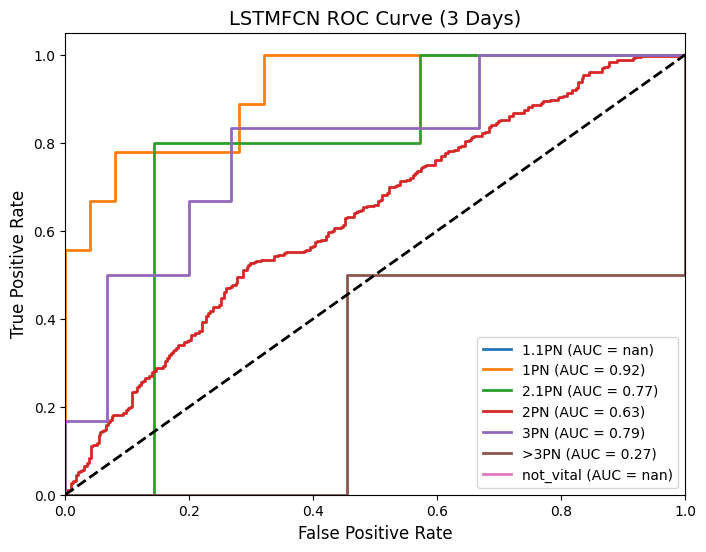 LSTMFCN ROC Curve (3 Days)
True Positive Rate
1.0
0.8
0.6
0.4
0.2
0.0
1.1PN (AUC = nan)
1PN (AUC = 0.92)
2.1PN (AUC = 0.77)
2PN (AUC = 0.63)
3PN (AUC = 0.79)
>3PN (AUC = 0.27)
not_vital (AUC = nan)
0.0 0.2 0.4 0.6 0.8 1.0
False Positive Rate